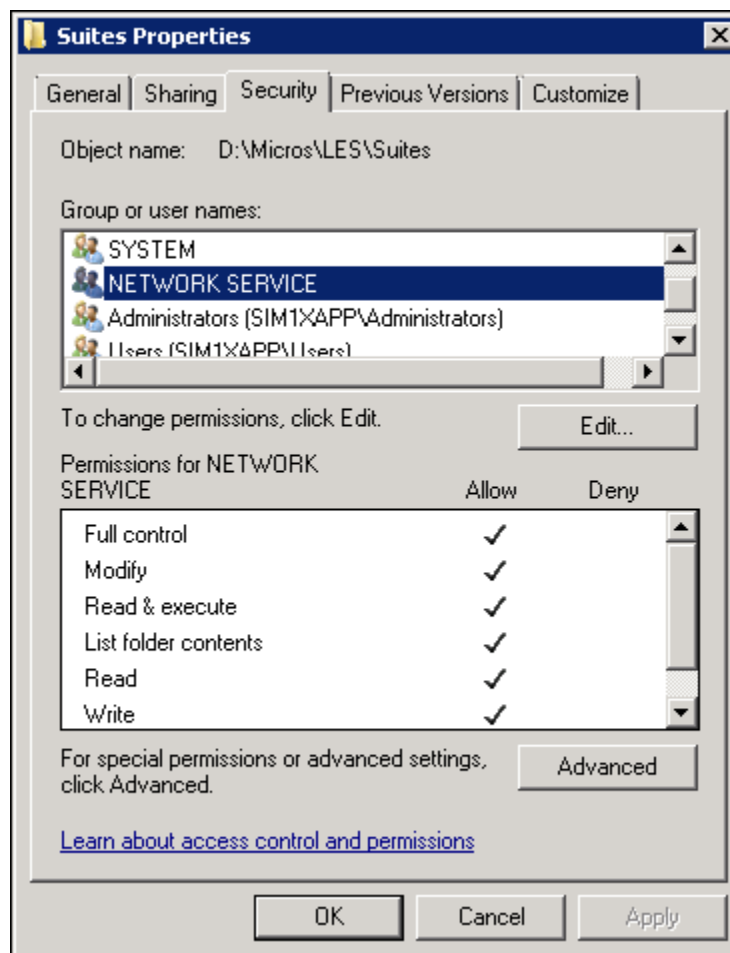 Suites Properties
General Sharing Security Previous Versions Customize
Object name: D:\Micros\LES\Suites
Group or user names:
SYSTEM
NETWORK SERVICE
Administrators (SIM1XAPP\Administrators)
Users (SIM1XAPP\Users)
To change permissions, click Edit.
Edit...
Permissions for NETWORK
SERVICE Allow Deny
Full control
Modify
Read & execute
List folder contents
Read
Write
For special permissions or advanced settings,
click Advanced.
Advanced
Learn about access control and permissions
OK Cancel Apply